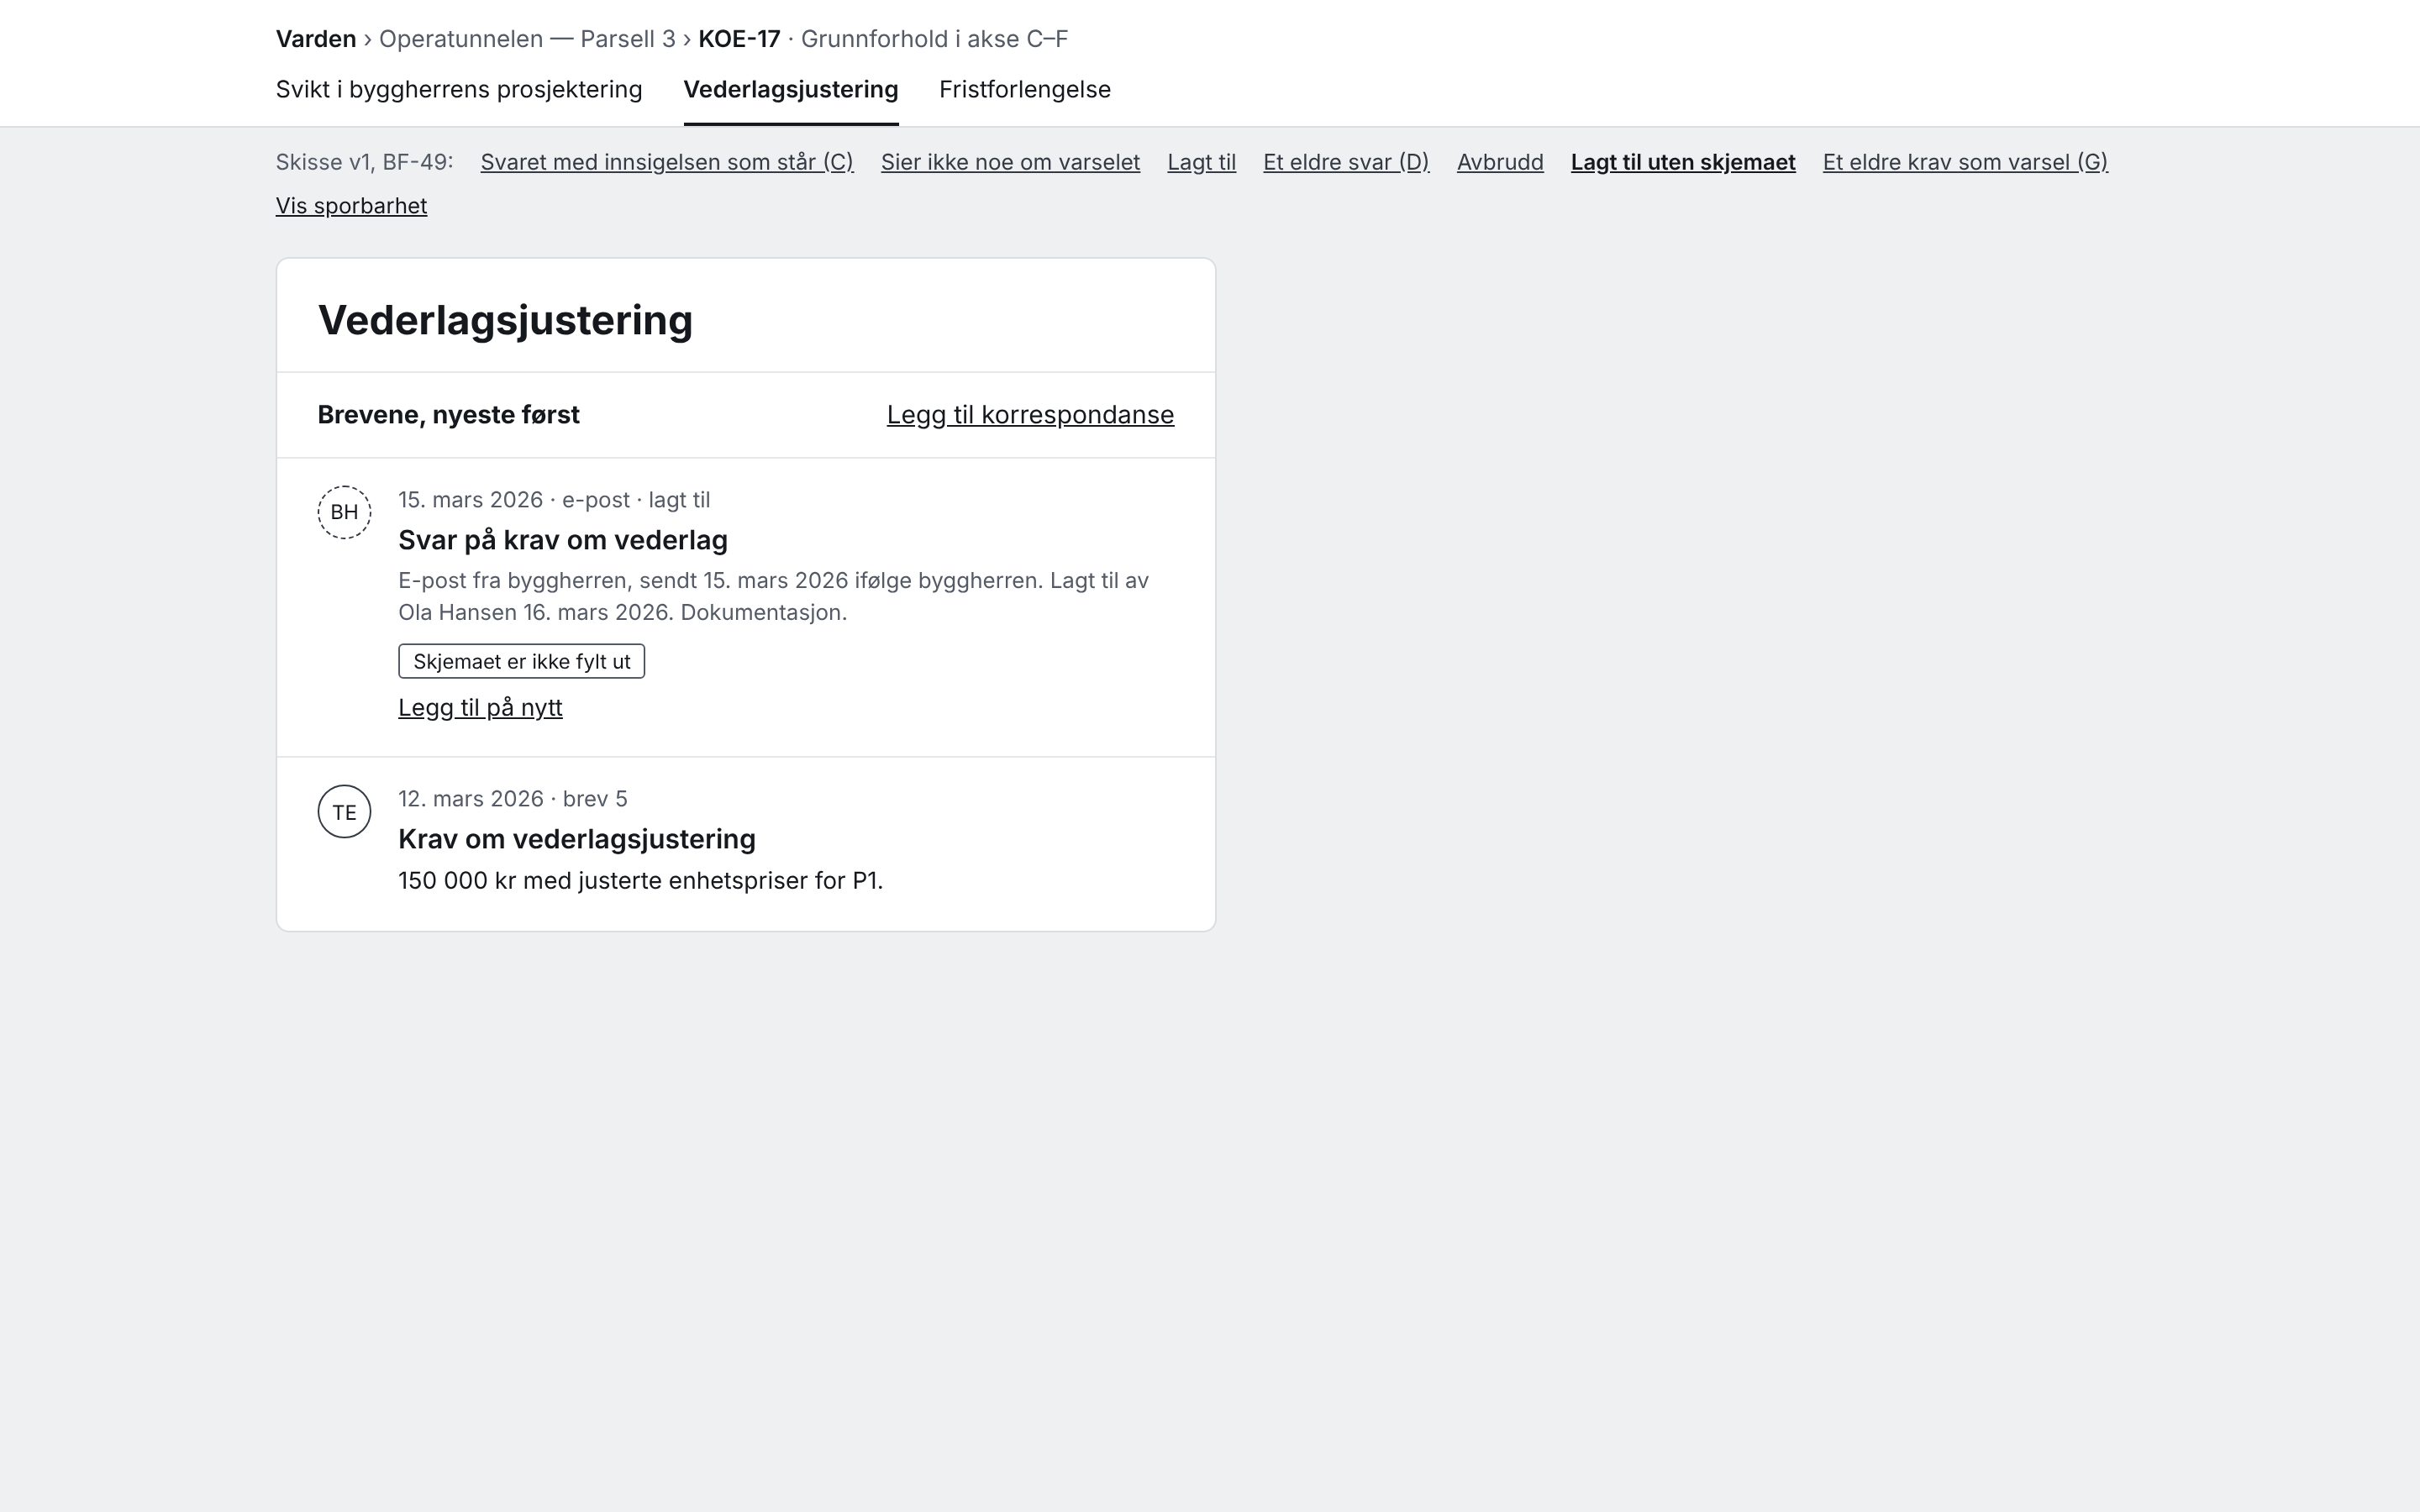 Varden › Operatunnelen — Parsell 3 › KOE-17 · Grunnforhold i akse C–F
Svikt i byggherrens prosjektering Vederlagsjustering Fristforlengelse
Skisse v1, BF-49: Svaret med innsigelsen som står (C) Sier ikke noe om varselet Lagt til Et eldre svar (D) Avbrudd Lagt til uten skjemaet Et eldre krav som varsel (G)
Vis sporbarhet
Vederlagsjustering
Brevene, nyeste først Legg til korrespondanse
BH 15. mars 2026 · e-post · lagt til
Svar på krav om vederlag
E-post fra byggherren, sendt 15. mars 2026 ifølge byggherren. Lagt til av
Ola Hansen 16. mars 2026. Dokumentasjon.
Skjemaet er ikke fylt ut
Legg til på nytt
TE 12. mars 2026 · brev 5
Krav om vederlagsjustering
150 000 kr med justerte enhetspriser for P1.